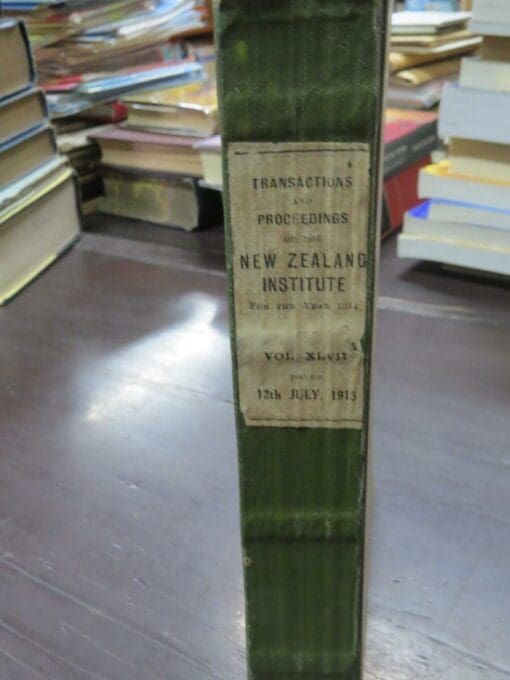 TRANSACTIONS
AND
PROCEEDINGS
OF THE
NEW ZEALAND
INSTITUTE
FOR THE YEAR 1914
VOL. XLVII
ISSUED
12th JULY, 1915